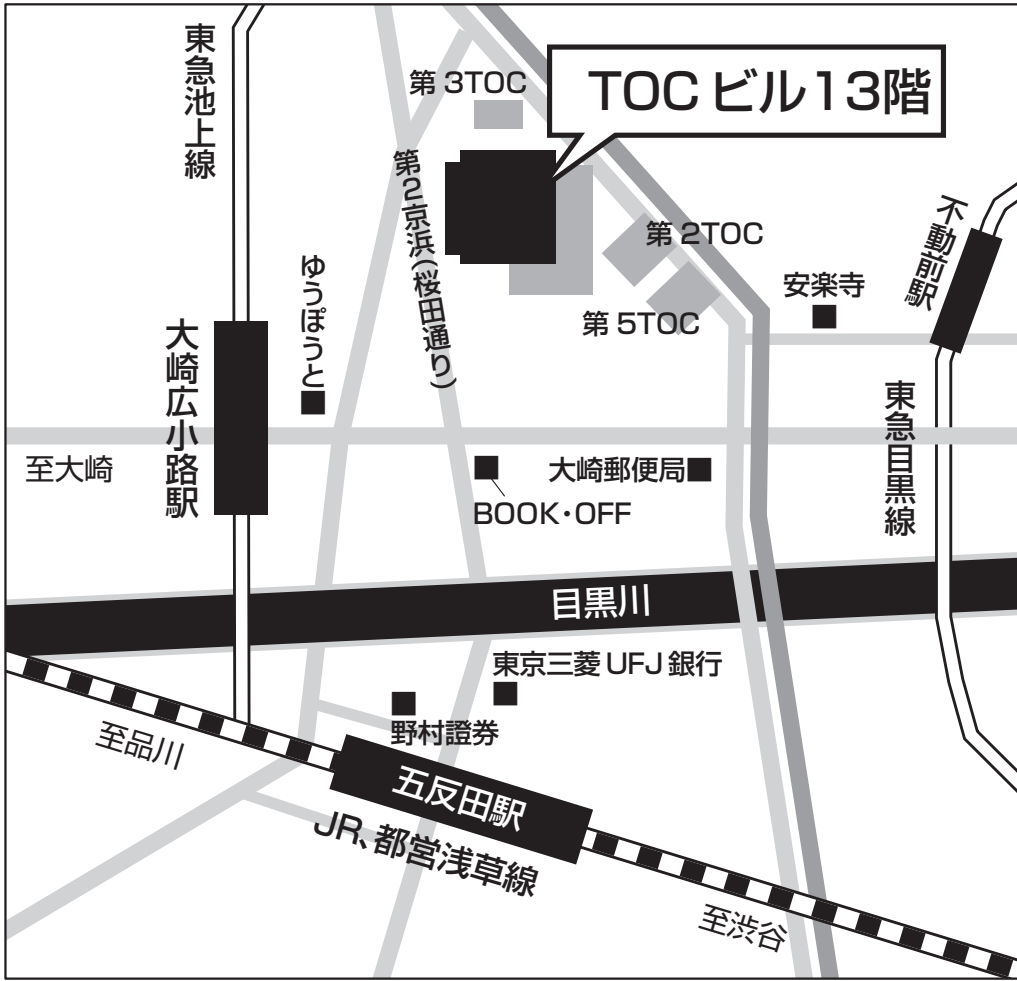 東急池上線
第3TOC
TOCビル13階
第2京浜(桜田通り)
不動前駅
第2TOC
ゆうぽうと
安楽寺
第5TOC
大崎広小路駅
東急目黒線
至大崎
大崎郵便局
BOOK・OFF
目黒川
東京三菱UFJ銀行
野村證券
至品川
五反田駅
JR、都営浅草線
至渋谷